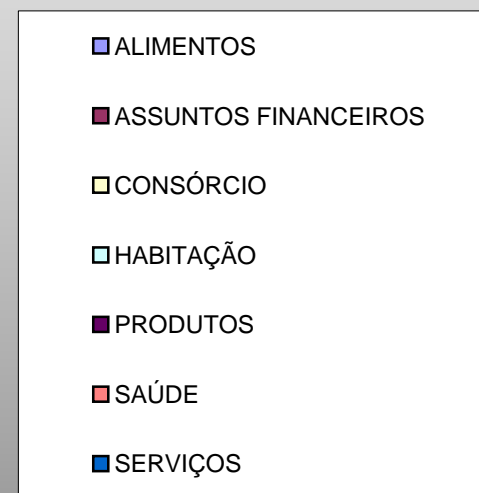 ALIMENTOS
ASSUNTOS FINANCEIROS
CONSÓRCIO
HABITAÇÃO
PRODUTOS
SAÚDE
SERVIÇOS